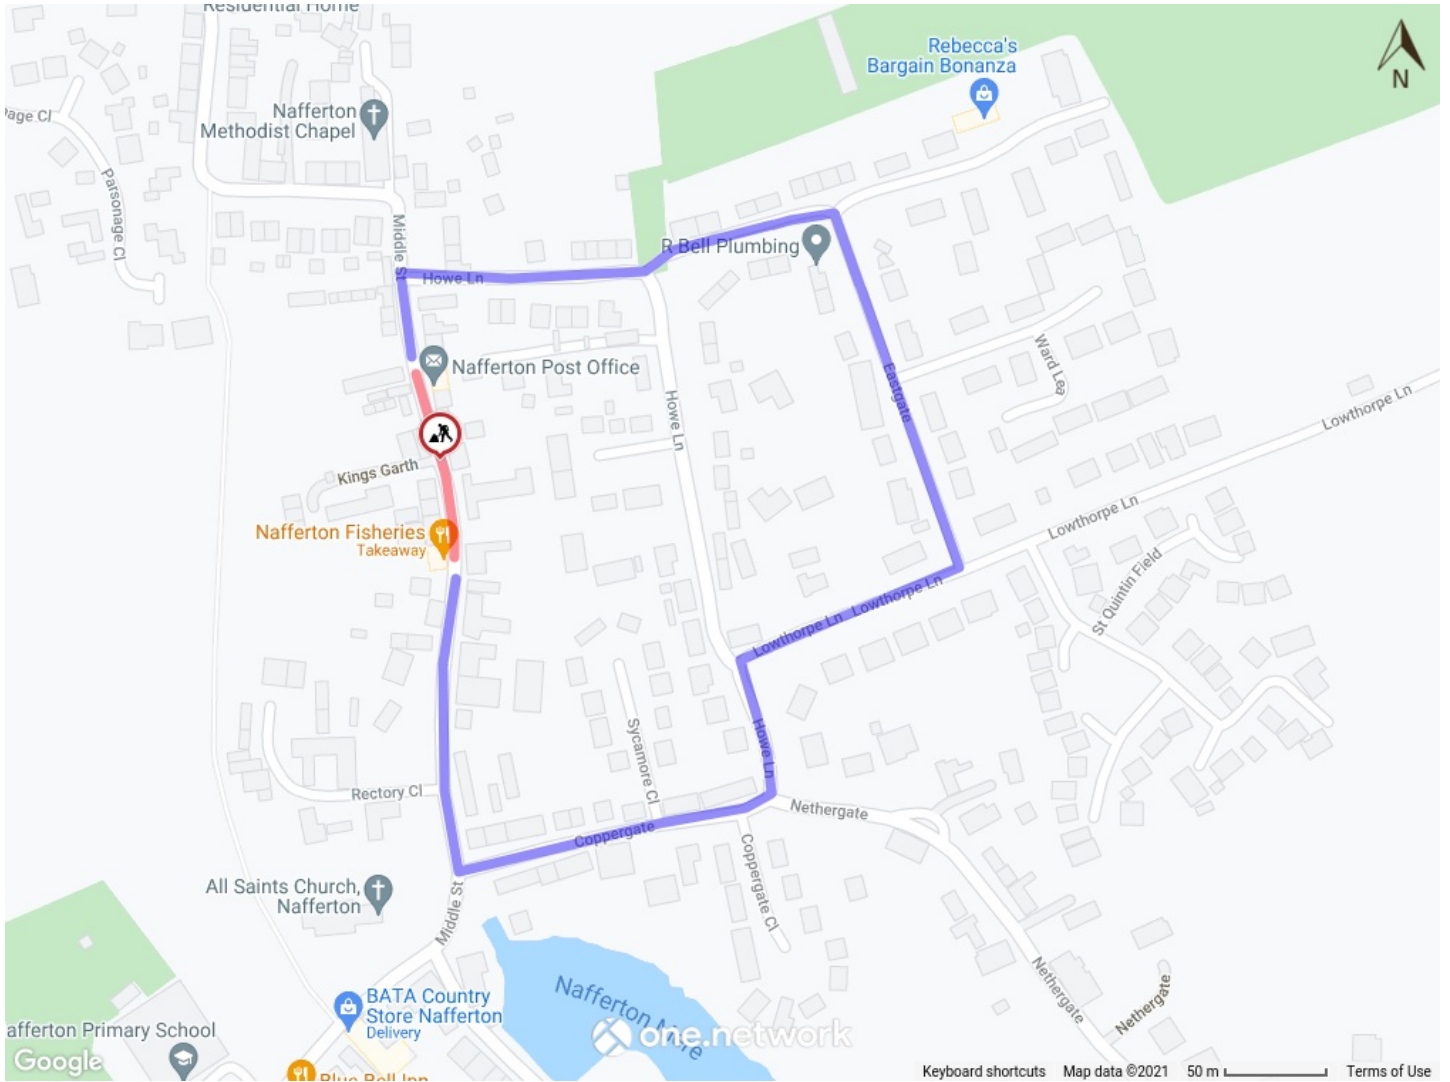 Residential Home
Rebecca's
Bargain Bonanza
N
Nafferton
Methodist Chapel
Parsonage Cl
Middle St
R Bell Plumbing
Howe Ln
Nafferton Post Office
Ward Lea
Eastgate
Howe Ln
Lowthorpe Ln
Kings Garth
Lowthorpe Ln
Nafferton Fisheries
Takeaway
St Quintin Field
Lowthorpe Ln
Lowthorpe Ln
Sycamore Cl
Howe Ln
Rectory Cl
Nethergate
Coppergate
Coppergate Cl
All Saints Church,
Nafferton
Middle St
Nethergate
Nethergate
BATA Country
Store Nafferton
Delivery
Nafferton Mere
one.network
afferton Primary School
Google
Blue Bell Inn
Keyboard shortcuts
Map data ©2021
50 m
Terms of Use